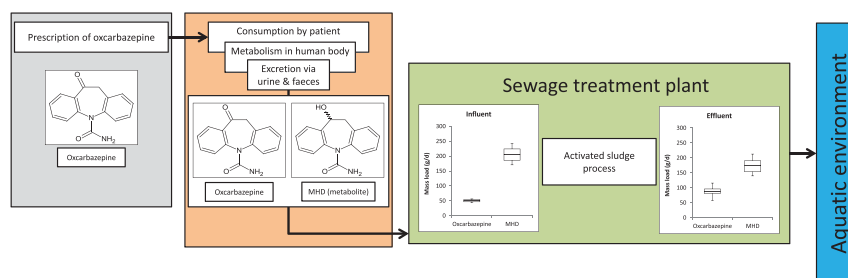 Prescription of oxcarbazepine
O
N
O
NH2
Oxcarbazepine
Consumption by patient
Metabolism in human body
Excretion via
urine & faeces
O
N
O
NH2
Oxcarbazepine
HO
N
O
NH2
MHD (metabolite)
Sewage treatment plant
Influent
Mass load (g/d)
300
250
200
150
100
50
0
Oxcarbazepine MHD
Activated sludge
process
Effluent
Mass load (g/d)
300
250
200
150
100
50
0
Oxcarbazepine MHD
Aquatic environment